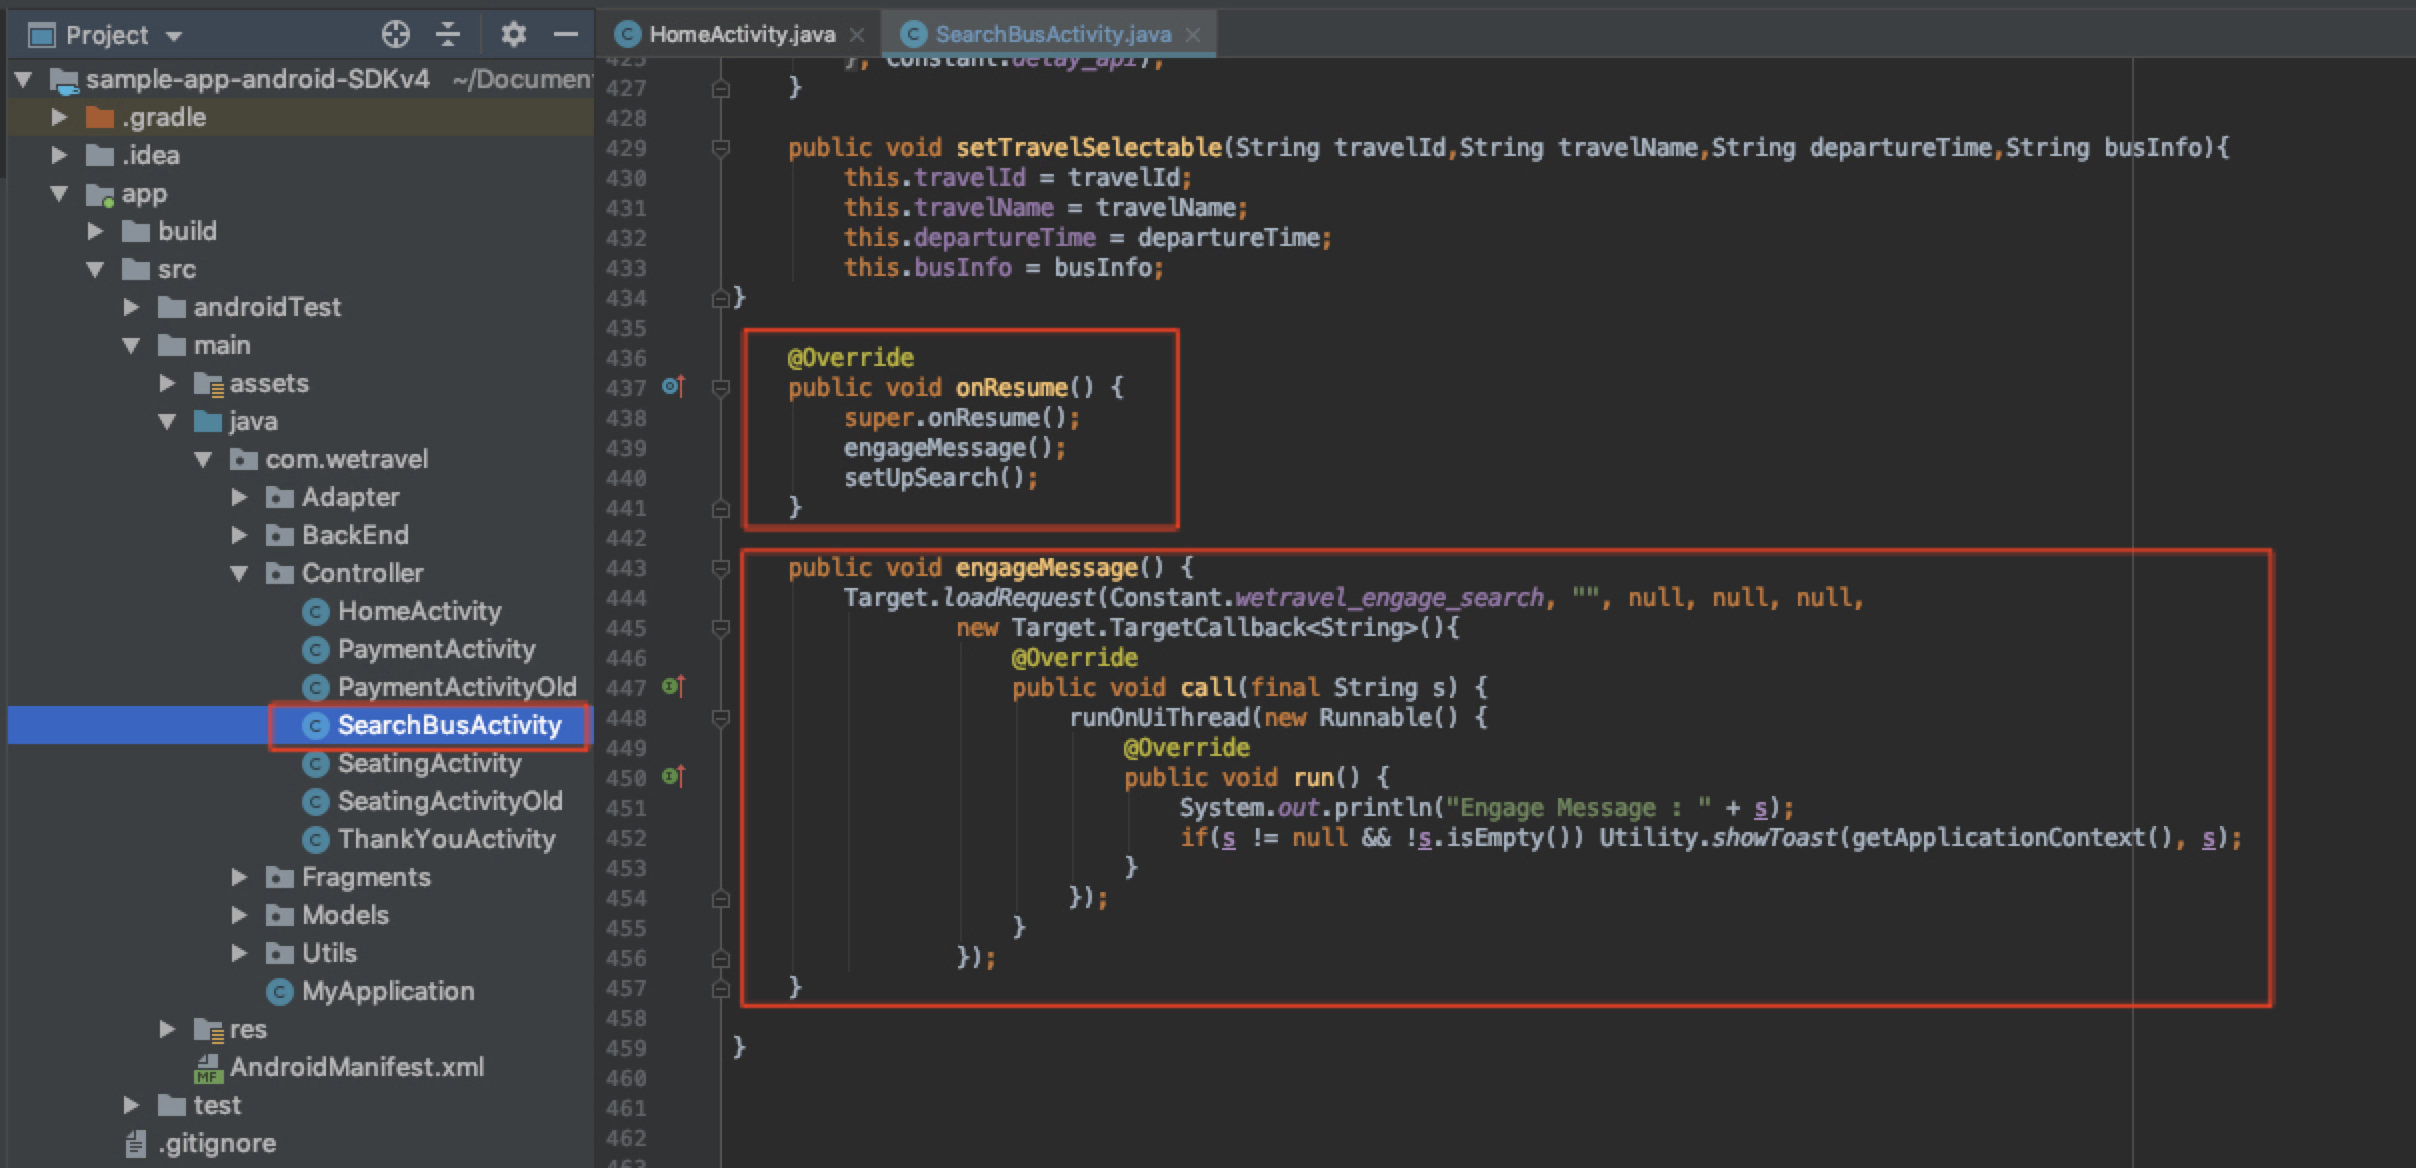 Project
sample-app-android-SDKv4 ~/Documen
.gradle
.idea
app
build
src
androidTest
main
assets
java
com.wetravel
Adapter
BackEnd
Controller
HomeActivity
PaymentActivity
PaymentActivityOld
SearchBusActivity
SeatingActivity
SeatingActivityOld
ThankYouActivity
Fragments
Models
Utils
MyApplication
res
MF AndroidManifest.xml
test
.gitignore
HomeActivity.java
SearchBusActivity.java
}, Constant.delay_api);
427 }
428
429 public void setTravelSelectable(String travelId,String travelName,String departureTime,String busInfo){
430 this.travelId = travelId;
431 this.travelName = travelName;
432 this.departureTime = departureTime;
433 this.busInfo = busInfo;
434 }
435
436 @Override
437 public void onResume() {
438 super.onResume();
439 engageMessage();
440 setUpSearch();
441 }
442
443 public void engageMessage() {
444 Target.loadRequest(Constant.wetravel_engage_search, "", null, null, null,
445 new Target.TargetCallback<String>(){
446 @Override
447 public void call(final String s) {
448 runOnUiThread(new Runnable() {
449 @Override
450 public void run() {
451 System.out.println("Engage Message : " + s);
452 if(s != null && !s.isEmpty()) Utility.showToast(getApplicationContext(), s);
453 }
454 });
455 }
456 });
457 }
458
459 }
460
461
462